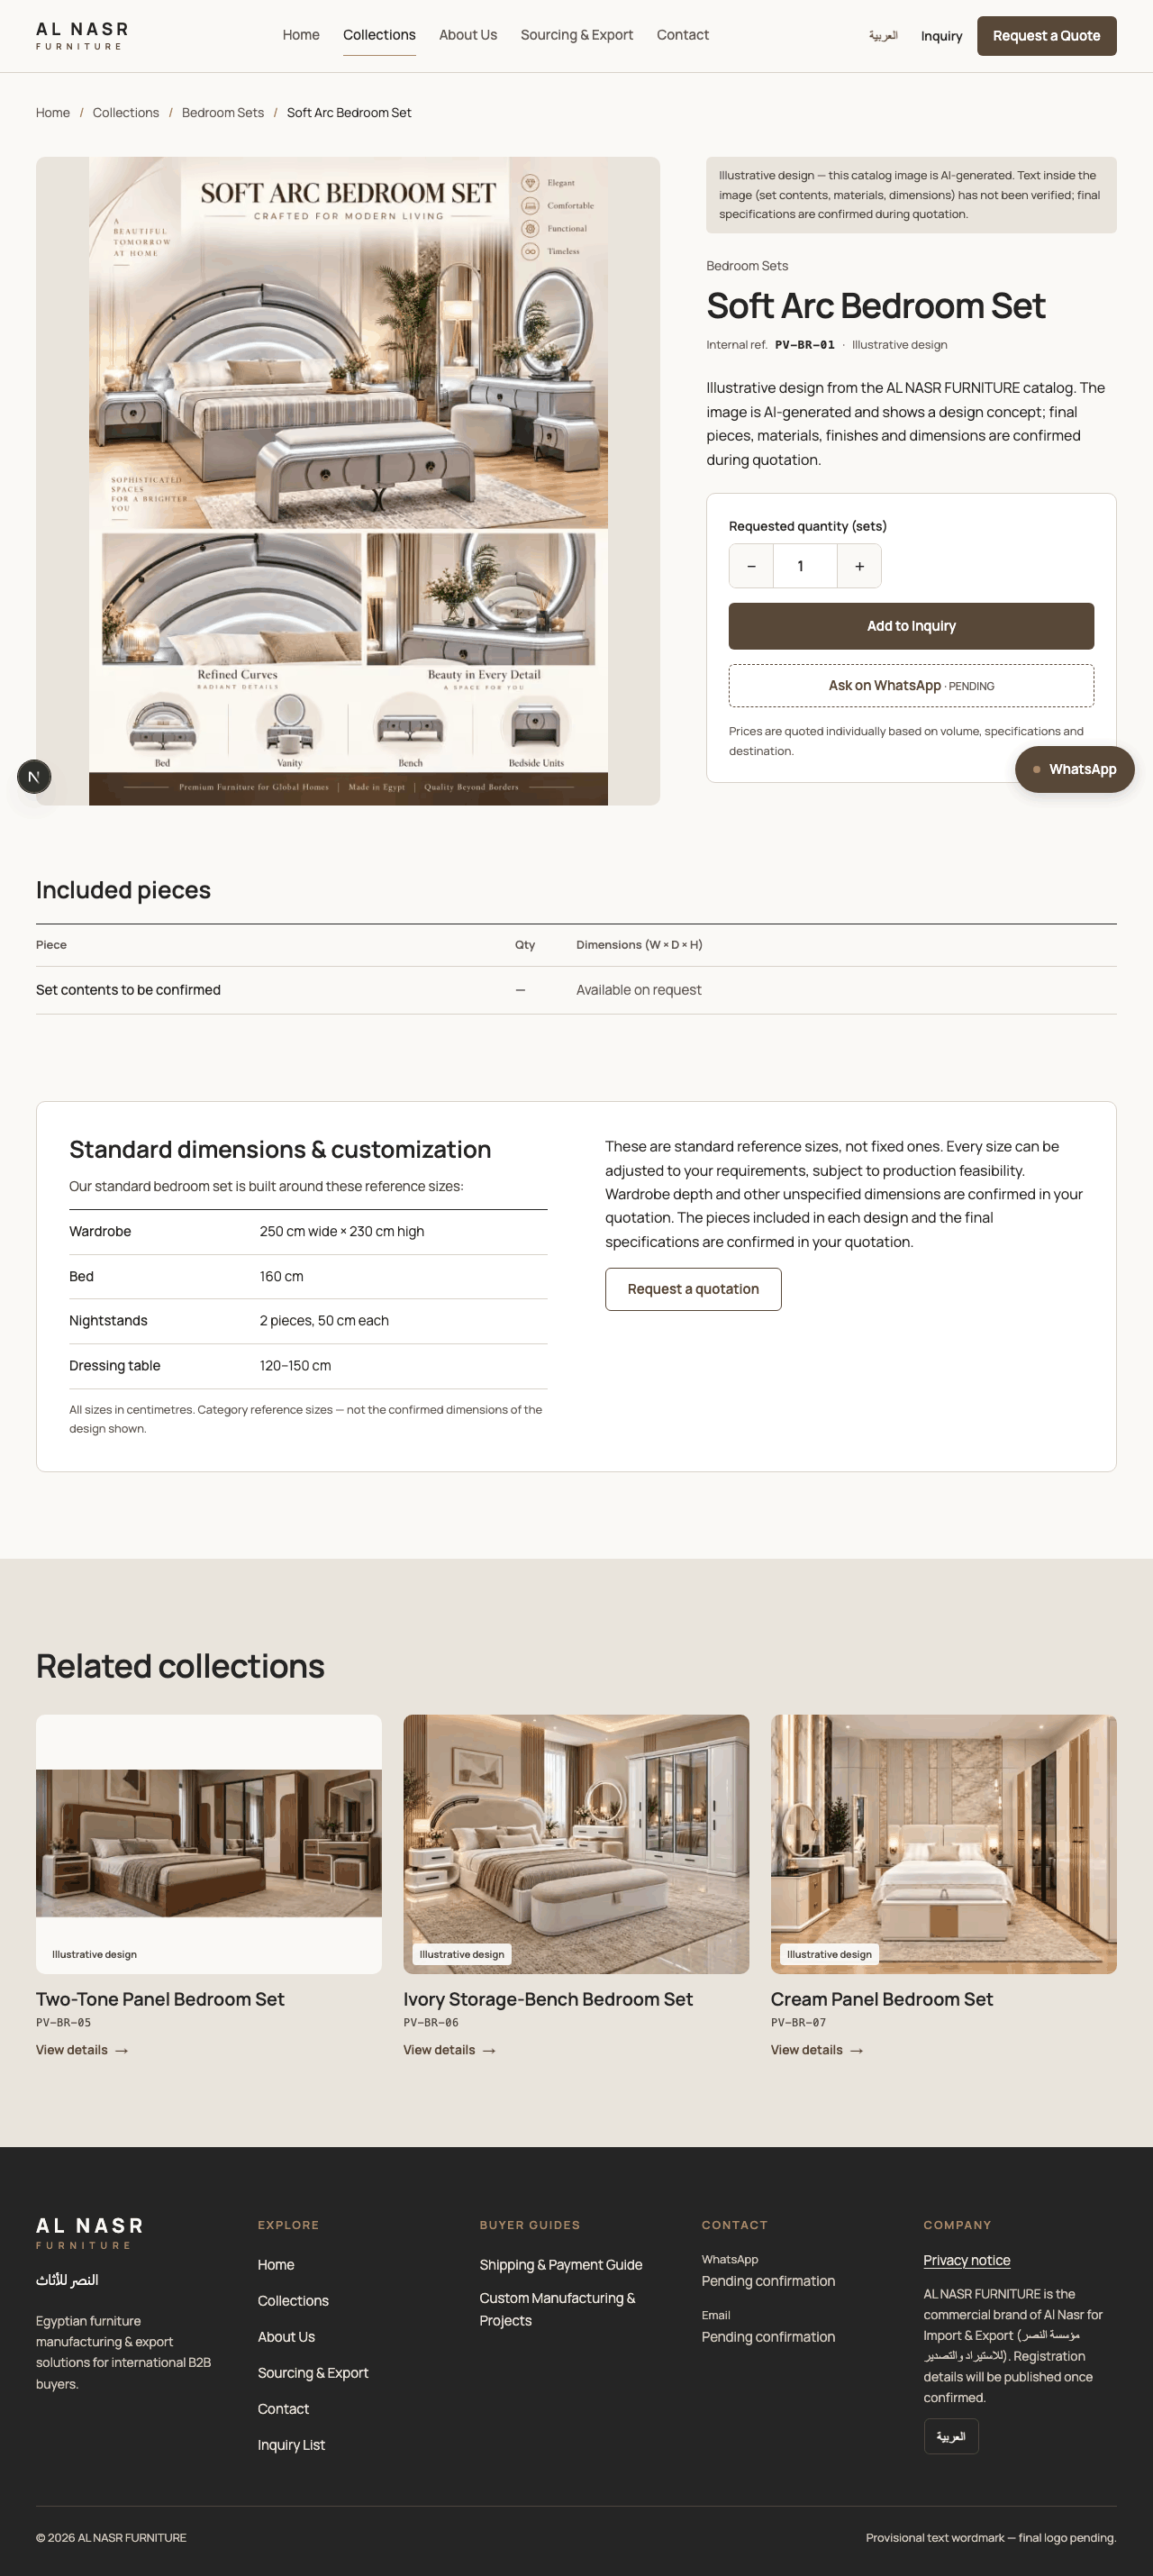 AL NASR
FURNITURE
Home
Collections
About Us
Sourcing & Export
Contact
العربية
Inquiry
Request a Quote
Home / Collections / Bedroom Sets / Soft Arc Bedroom Set
SOFT ARC BEDROOM SET
CRAFTED FOR MODERN LIVING
A
BEAUTIFUL
TOMORROW
AT HOME
Elegant
Comfortable
Functional
Timeless
SOPHISTICATED
SPACES
FOR A BRIGHTER
YOU
Refined Curves
RADIANT DETAILS
Beauty in Every Detail
A SPACE FOR YOU
Bed
Vanity
Bench
Bedside Units
Premium Furniture for Global Homes | Made in Egypt | Quality Beyond Borders
N
Illustrative design — this catalog image is AI-generated. Text inside the
image (set contents, materials, dimensions) has not been verified; final
specifications are confirmed during quotation.
Bedroom Sets
Soft Arc Bedroom Set
Internal ref. PV-BR-01 · Illustrative design
Illustrative design from the AL NASR FURNITURE catalog. The
image is AI-generated and shows a design concept; final
pieces, materials, finishes and dimensions are confirmed
during quotation.
Requested quantity (sets)
− 1 +
Add to Inquiry
Ask on WhatsApp · PENDING
Prices are quoted individually based on volume, specifications and
destination.
WhatsApp
Included pieces
Piece Qty Dimensions (W × D × H)
Set contents to be confirmed — Available on request
Standard dimensions & customization
Our standard bedroom set is built around these reference sizes:
Wardrobe 250 cm wide × 230 cm high
Bed 160 cm
Nightstands 2 pieces, 50 cm each
Dressing table 120–150 cm
All sizes in centimetres. Category reference sizes — not the confirmed dimensions of the
design shown.
These are standard reference sizes, not fixed ones. Every size can be
adjusted to your requirements, subject to production feasibility.
Wardrobe depth and other unspecified dimensions are confirmed in your
quotation. The pieces included in each design and the final
specifications are confirmed in your quotation.
Request a quotation
Related collections
Illustrative design
Two-Tone Panel Bedroom Set
PV-BR-05
View details →
Illustrative design
Ivory Storage-Bench Bedroom Set
PV-BR-06
View details →
Illustrative design
Cream Panel Bedroom Set
PV-BR-07
View details →
AL NASR
FURNITURE
النصر للأثاث
Egyptian furniture
manufacturing & export
solutions for international B2B
buyers.
EXPLORE
Home
Collections
About Us
Sourcing & Export
Contact
Inquiry List
BUYER GUIDES
Shipping & Payment Guide
Custom Manufacturing &
Projects
CONTACT
WhatsApp
Pending confirmation
Email
Pending confirmation
COMPANY
Privacy notice
AL NASR FURNITURE is the
commercial brand of Al Nasr for
Import & Export (مؤسسة النصر
للاستيراد والتصدير). Registration
details will be published once
confirmed.
العربية
© 2026 AL NASR FURNITURE
Provisional text wordmark — final logo pending.